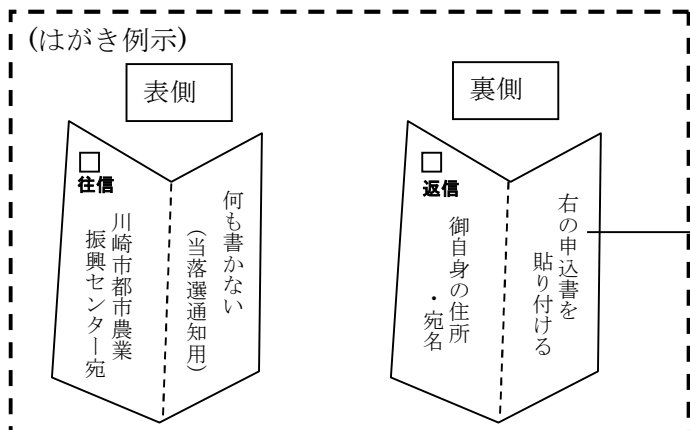 (はがき例示)
表側
往信
川崎市都市農業
振興センター宛
何も書かない
(当落選通知用)
裏側
返信
御自身の住所
・宛名
右の申込書を
貼り付ける